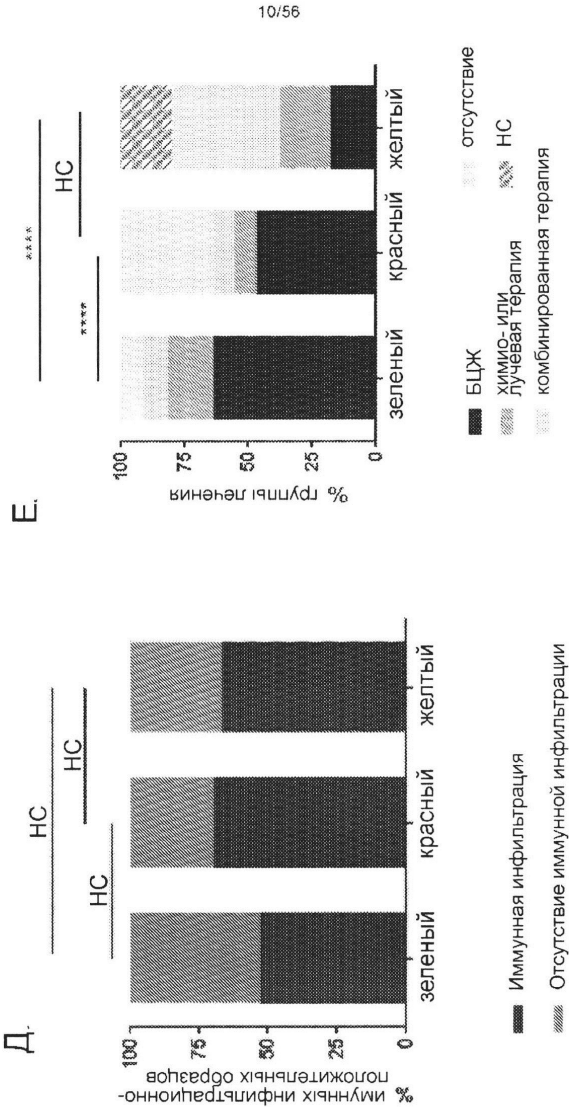 10/56
Д.
% имунных инфильтрационно-
положительных образцов
100
75
50
25
0
НС
НС
НС
зеленый
красный
желтый
Иммунная инфильтрация
Отсутствие иммунной инфильтрации
Е.
% группы лечения
100
75
50
25
0
****
НС
****
зеленый
красный
желтый
БЦЖ
химио- или
лучевая терапия
комбинированная терапия
отсутствие
НС